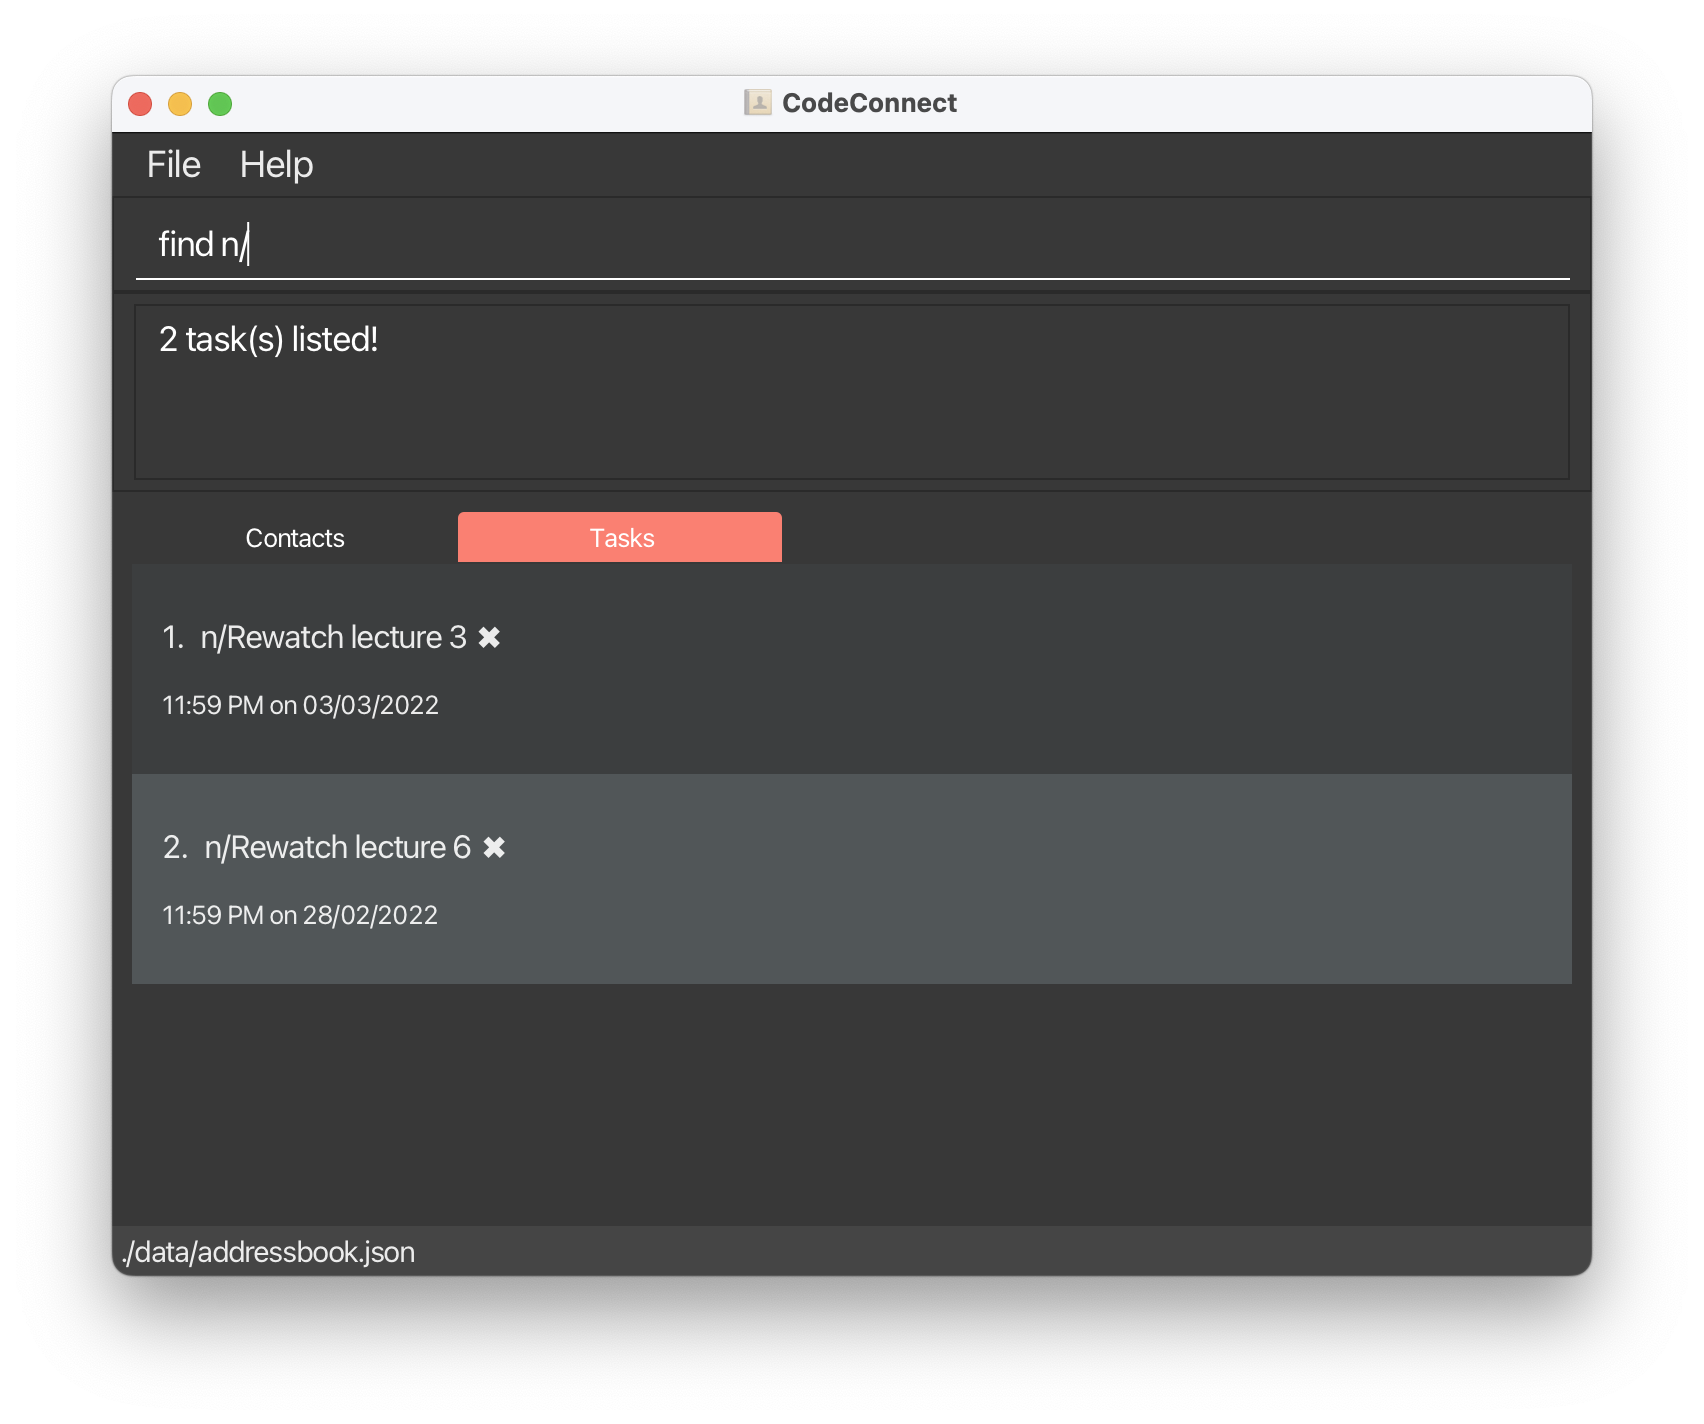 CodeConnect
File Help
find n/
2 task(s) listed!
Contacts Tasks
1. n/Rewatch lecture 3 ✖
11:59 PM on 03/03/2022
2. n/Rewatch lecture 6 ✖
11:59 PM on 28/02/2022
./data/addressbook.json